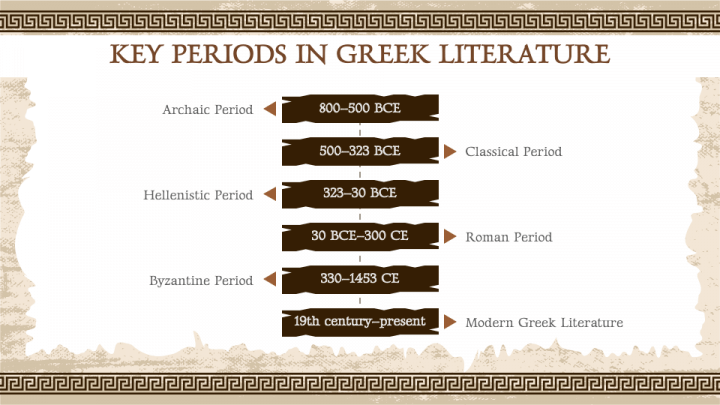 KEY PERIODS IN GREEK LITERATURE
Archaic Period
800–500 BCE
500–323 BCE
Classical Period
Hellenistic Period
323–30 BCE
30 BCE–300 CE
Roman Period
Byzantine Period
330–1453 CE
19th century–present
Modern Greek Literature